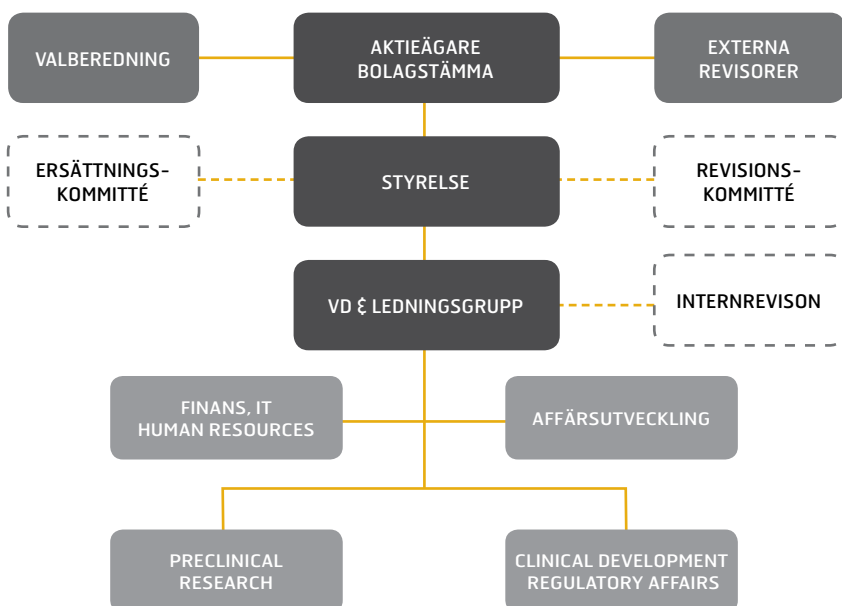 VALBEREDNING
AKTIEÄGARE
BOLAGSTÄMMA
EXTERNA
REVISORER
ERSÄTTNINGS-
KOMMITTÉ
STYRELSE
REVISIONS-
KOMMITTÉ
VD & LEDNINGSGRUPP
INTERNREVISON
FINANS, IT
HUMAN RESOURCES
AFFÄRSUTVECKLING
PRECLINICAL
RESEARCH
CLINICAL DEVELOPMENT
REGULATORY AFFAIRS